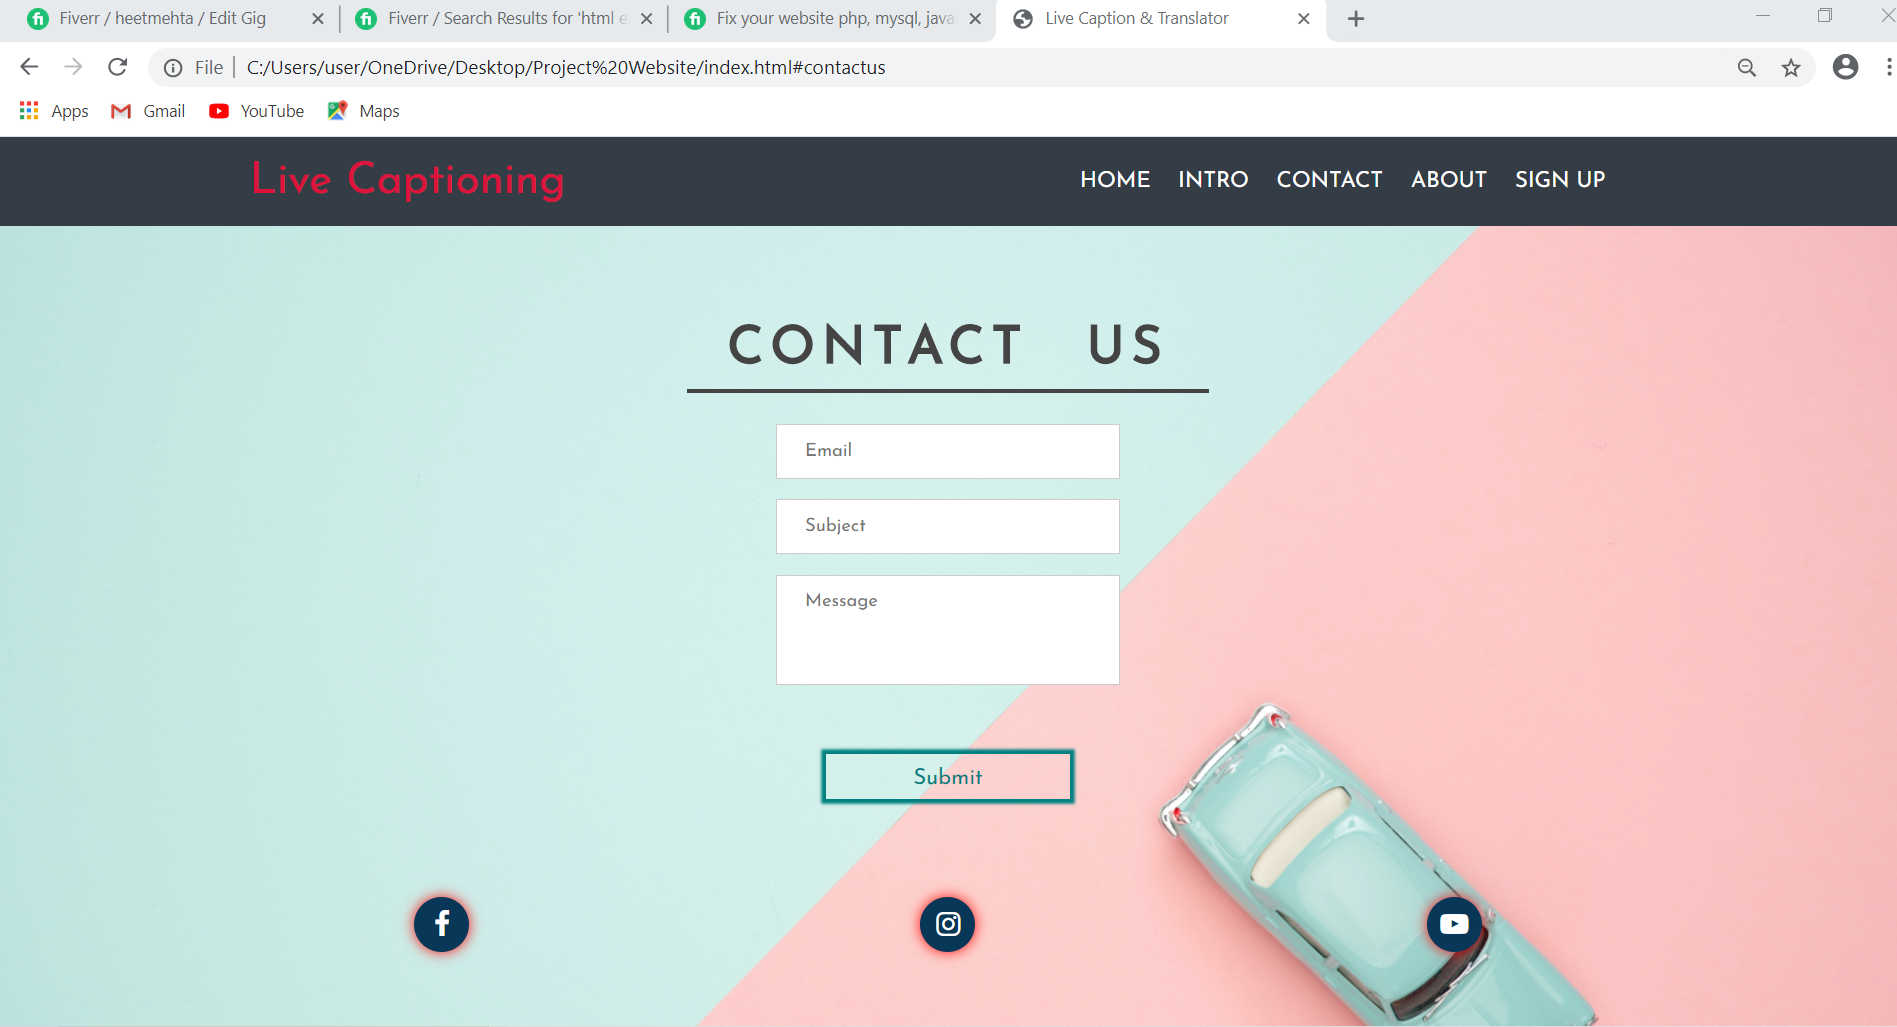 Fiverr / heetmehta / Edit Gig
Fiverr / Search Results for 'html e
Fix your website php, mysql, javas
Live Caption & Translator
File
C:/Users/user/OneDrive/Desktop/Project%20Website/index.html#contactus
Apps
Gmail
YouTube
Maps
Live Captioning
HOME INTRO CONTACT ABOUT SIGN UP
CONTACT US
Email
Subject
Message
Submit